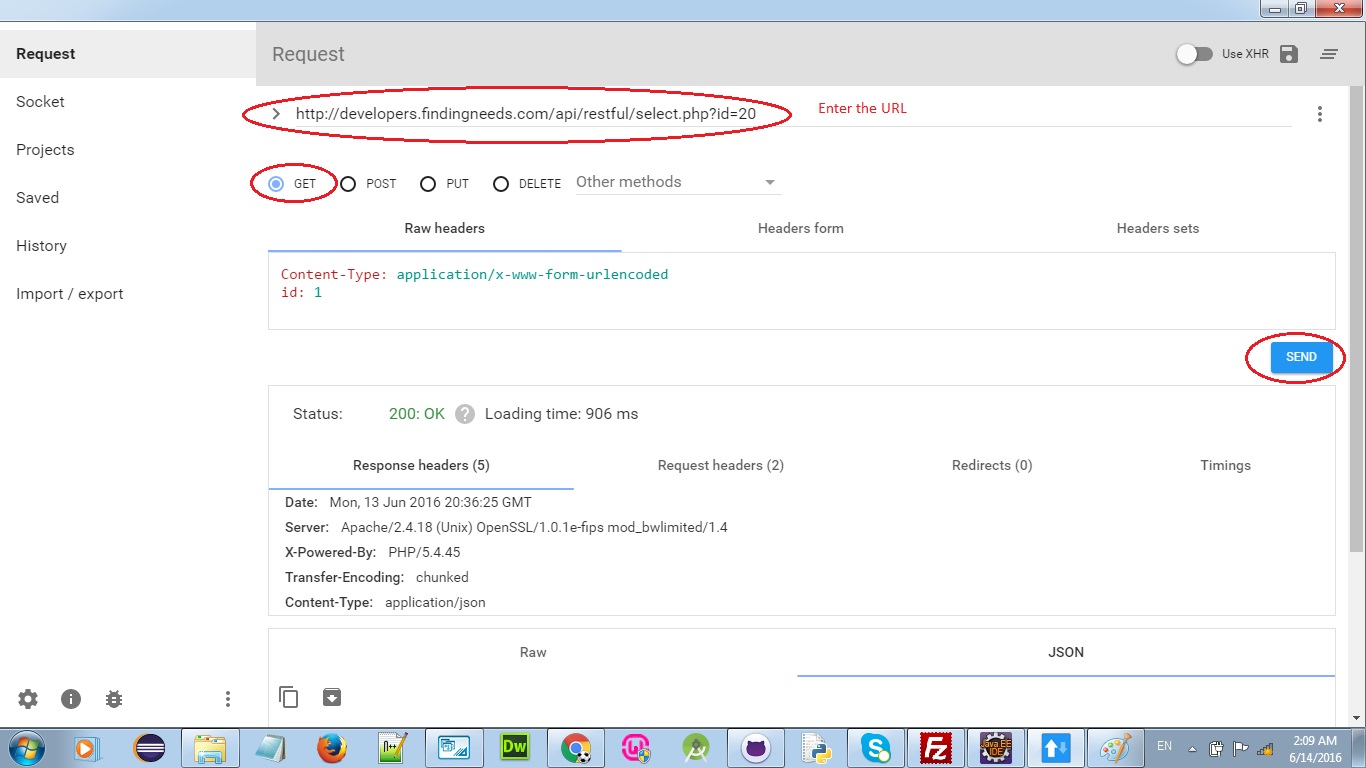 Request
Socket
Projects
Saved
History
Import / export
Request
Use XHR
http://developers.findingneeds.com/api/restful/select.php?id=20
Enter the URL
GET POST PUT DELETE Other methods
Raw headers Headers form Headers sets
Content-Type: application/x-www-form-urlencoded
id: 1
SEND
Status: 200: OK ? Loading time: 906 ms
Response headers (5) Request headers (2) Redirects (0) Timings
Date: Mon, 13 Jun 2016 20:36:25 GMT
Server: Apache/2.4.18 (Unix) OpenSSL/1.0.1e-fips mod_bwlimited/1.4
X-Powered-By: PHP/5.4.45
Transfer-Encoding: chunked
Content-Type: application/json
Raw JSON
Dw
Fz
Java EE
IDE
EN
2:09 AM
6/14/2016